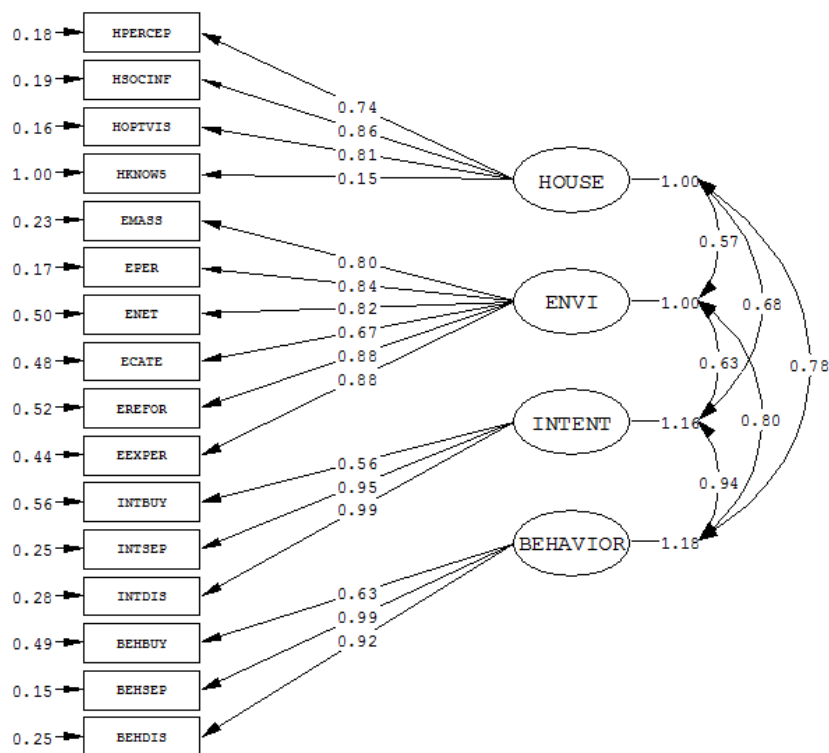 0.18 HPERCEP
0.19 HSOCINF
0.74
0.16 HOPTVIS
0.86
0.81
1.00 HKNOW5
0.15
HOUSE 1.00
0.23 EMASS
0.57
0.17 EPER
0.80
0.84
0.50 ENET
0.82
ENVI 1.00
0.68
0.67
0.48 ECATE
0.88
0.63
0.78
0.88
0.52 EREFOR
INTENT 1.16
0.80
0.44 EEXPER
0.56
0.56 INTBUY
0.95
0.94
0.99
0.25 INTSEP
BEHAVIOR 1.18
0.28 INTDIS
0.63
0.99
0.49 BEHBUY
0.92
0.15 BEHSEP
0.25 BEHDIS